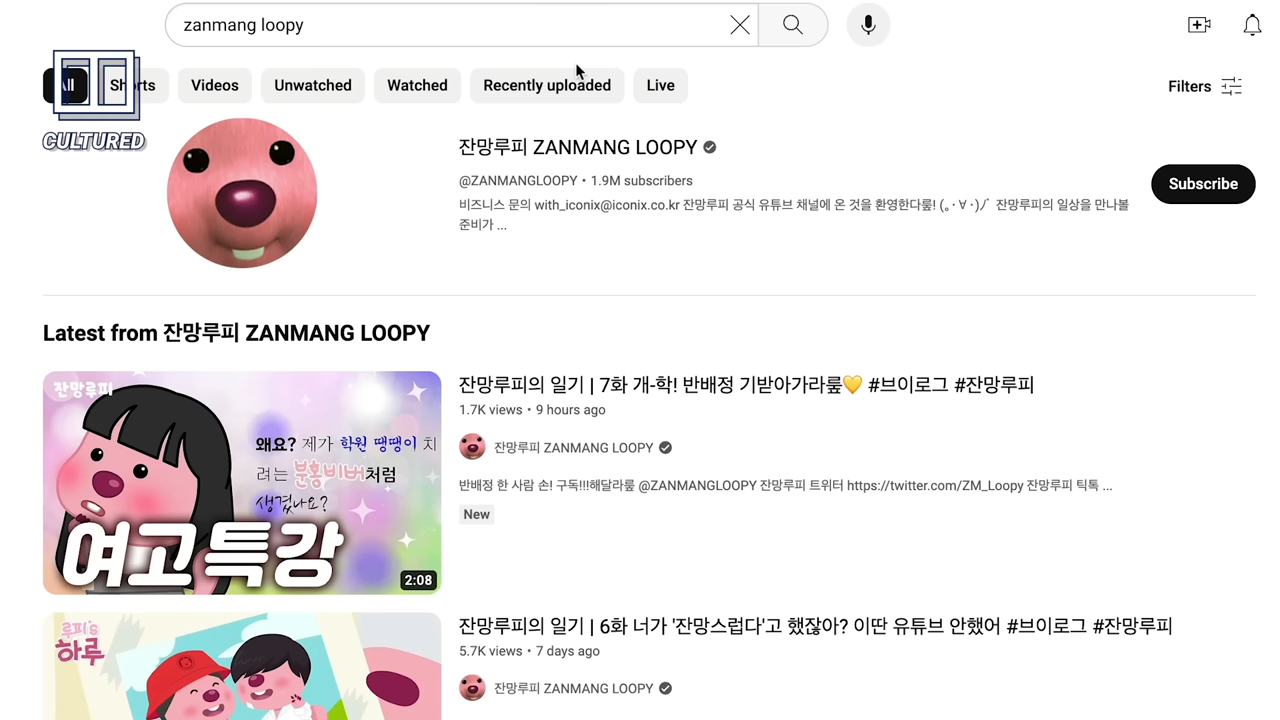 zanmang loopy
All
Shorts
Videos
Unwatched
Watched
Recently uploaded
Live
Filters
CULTURED
잔망루피 ZANMANG LOOPY
@ZANMANGLOOPY • 1.9M subscribers
비즈니스 문의 with_iconix@iconix.co.kr 잔망루피 공식 유튜브 채널에 온 것을 환영한다뤂! (｡･∀･)ﾉﾞ 잔망루피의 일상을 만나볼
준비가 ...
Subscribe
Latest from 잔망루피 ZANMANG LOOPY
잔망루피
왜요? 제가 학원 땡땡이 치
려는 분홍비버처럼
생겼나요?
여고특강
2:08
잔망루피의 일기 | 7화 개-학! 반배정 기받아가라뤂💛 #브이로그 #잔망루피
1.7K views • 9 hours ago
잔망루피 ZANMANG LOOPY
반배정 한 사람 손! 구독!!!해달라뤂 @ZANMANGLOOPY 잔망루피 트위터 https://twitter.com/ZM_Loopy 잔망루피 틱톡 ...
New
루피's
하루
잔망루피의 일기 | 6화 너가 '잔망스럽다'고 했잖아? 이딴 유튜브 안했어 #브이로그 #잔망루피
5.7K views • 7 days ago
잔망루피 ZANMANG LOOPY